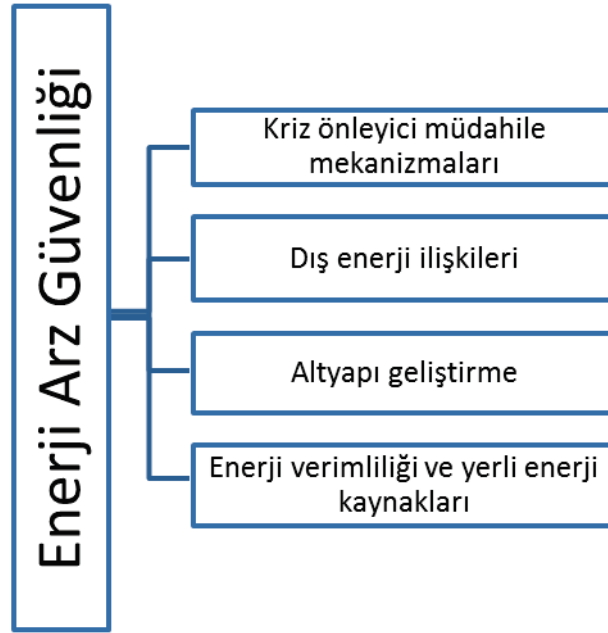 Enerji Arz Güvenliği
Kriz önleyici müdahile
mekanizmaları
Dış enerji ilişkileri
Altyapı geliştirme
Enerji verimliliği ve yerli enerji
kaynakları